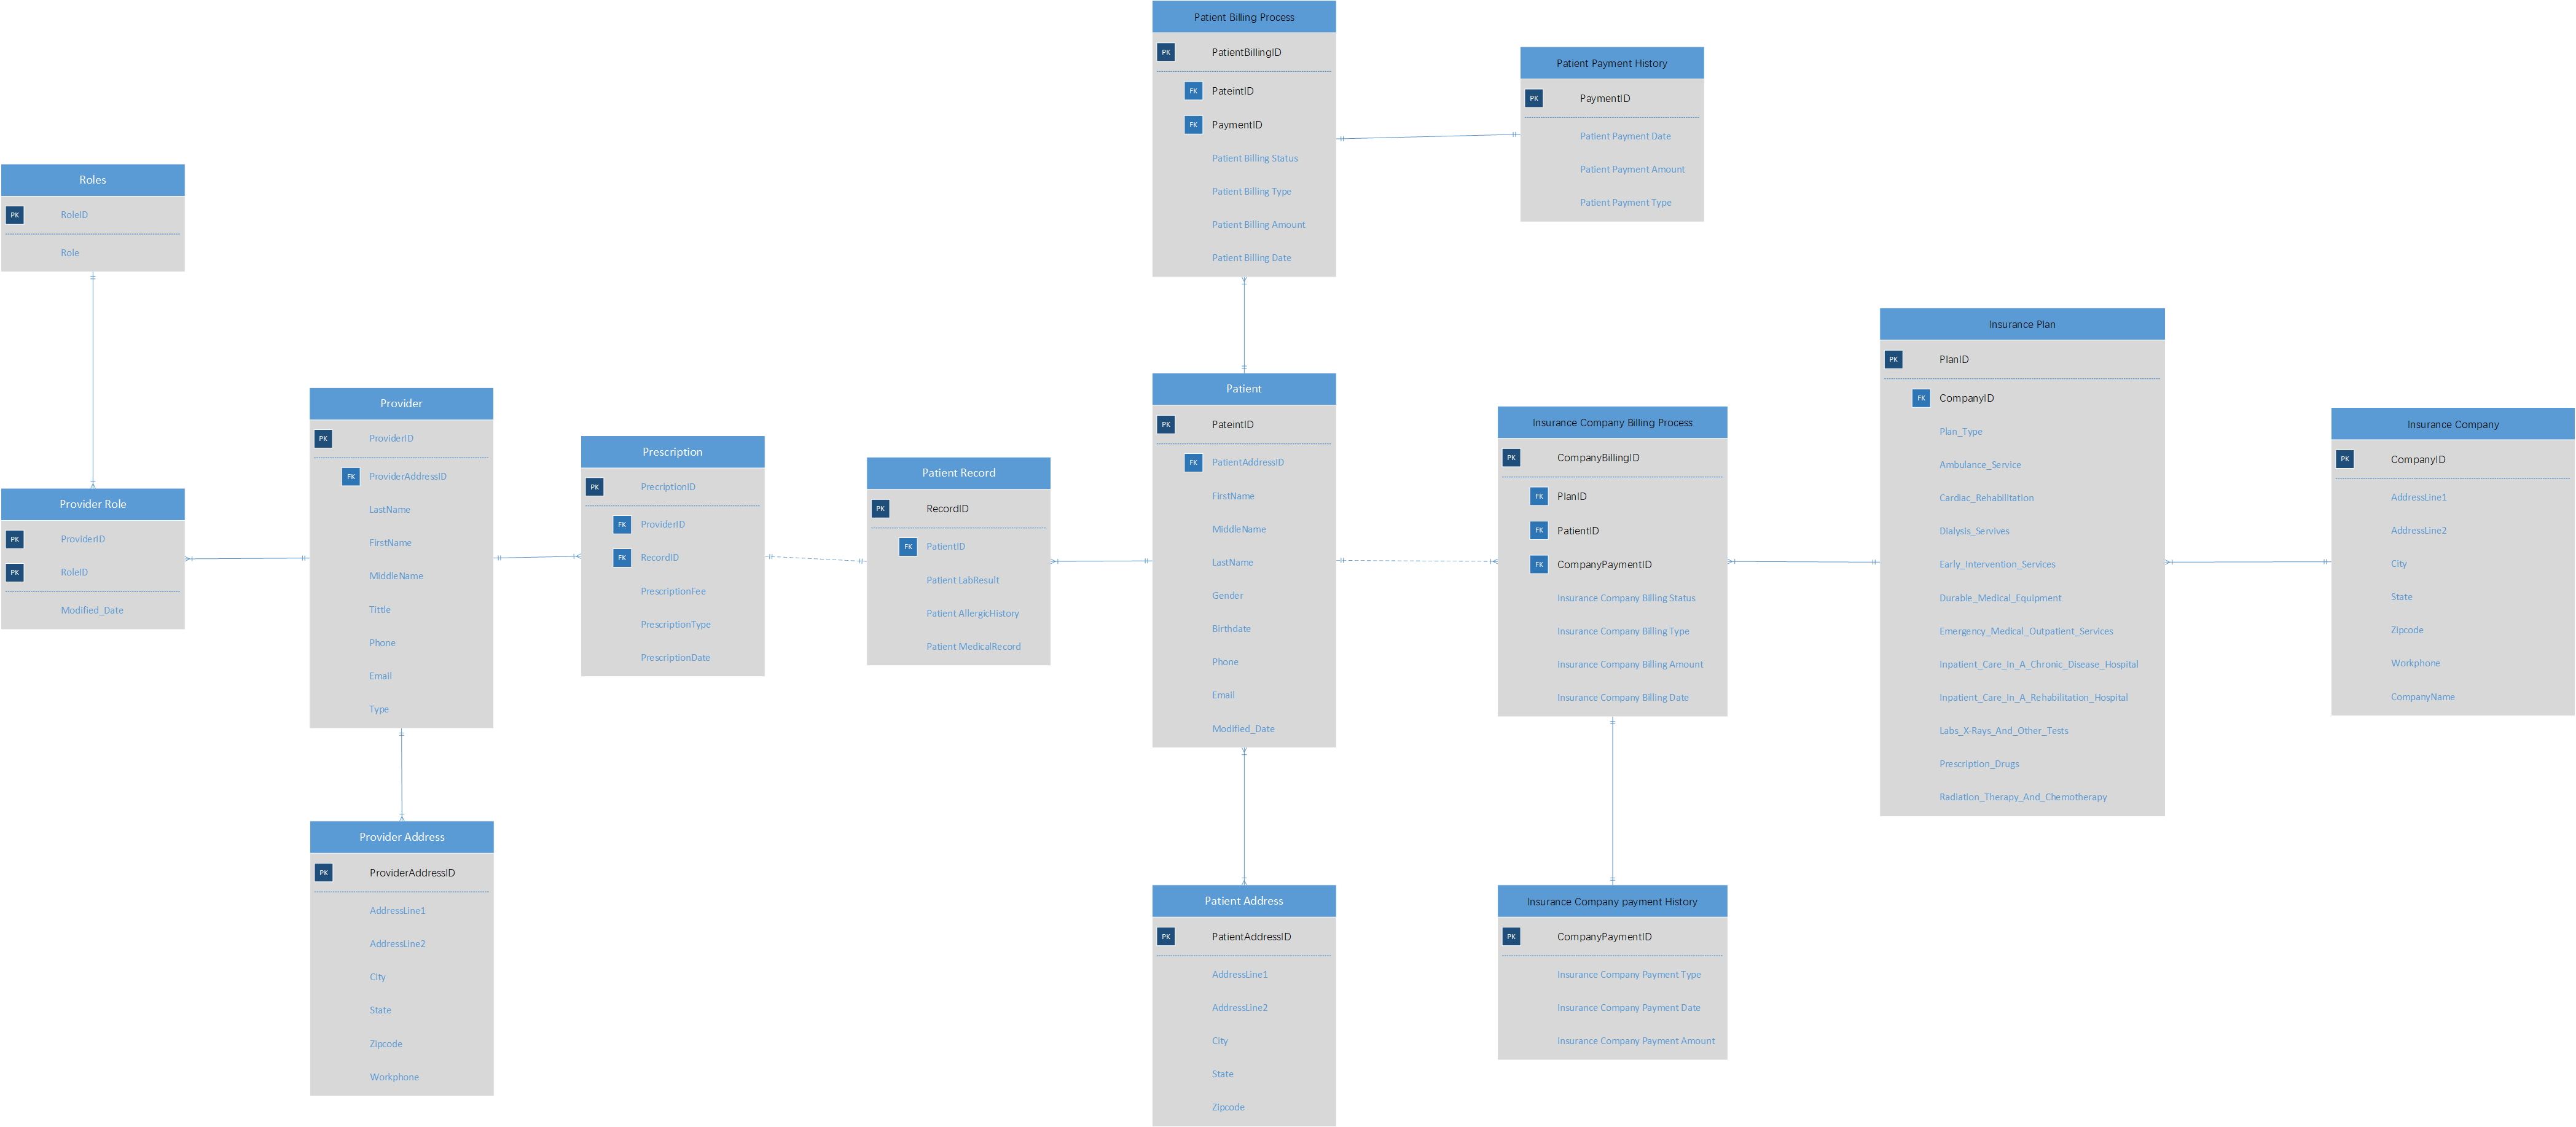 Patient Billing Process
PK PatientBillingID
FK PateintID
FK PaymentID
Patient Billing Status
Patient Billing Type
Patient Billing Amount
Patient Billing Date
Patient Payment History
PK PaymentID
Patient Payment Date
Patient Payment Amount
Patient Payment Type
Roles
PK RoleID
Role
Provider Role
PK ProviderID
PK RoleID
Modified_Date
Provider
PK ProviderID
FK ProviderAddressID
LastName
FirstName
MiddleName
Tittle
Phone
Email
Type
Provider Address
PK ProviderAddressID
AddressLine1
AddressLine2
City
State
Zipcode
Workphone
Prescription
PK PrecriptionID
FK ProviderID
FK RecordID
PrescriptionFee
PrescriptionType
PrescriptionDate
Patient Record
PK RecordID
FK PatientID
Patient LabResult
Patient AllergicHistory
Patient MedicalRecord
Patient
PK PateintID
FK PatientAddressID
FirstName
MiddleName
LastName
Gender
Birthdate
Phone
Email
Modified_Date
Patient Address
PK PatientAddressID
AddressLine1
AddressLine2
City
State
Zipcode
Insurance Company Billing Process
PK CompanyBillingID
FK PlanID
FK PatientID
FK CompanyPaymentID
Insurance Company Billing Status
Insurance Company Billing Type
Insurance Company Billing Amount
Insurance Company Billing Date
Insurance Company payment History
PK CompanyPaymentID
Insurance Company Payment Type
Insurance Company Payment Date
Insurance Company Payment Amount
Insurance Plan
PK PlanID
FK CompanyID
Plan_Type
Ambulance_Service
Cardiac_Rehabilitation
Dialysis_Servives
Early_Intervention_Services
Durable_Medical_Equipment
Emergency_Medical_Outpatient_Services
Inpatient_Care_In_A_Chronic_Disease_Hospital
Inpatient_Care_In_A_Rehabilitation_Hospital
Labs_X-Rays_And_Other_Tests
Prescription_Drugs
Radiation_Therapy_And_Chemotherapy
Insurance Company
PK CompanyID
AddressLine1
AddressLine2
City
State
Zipcode
Workphone
CompanyName